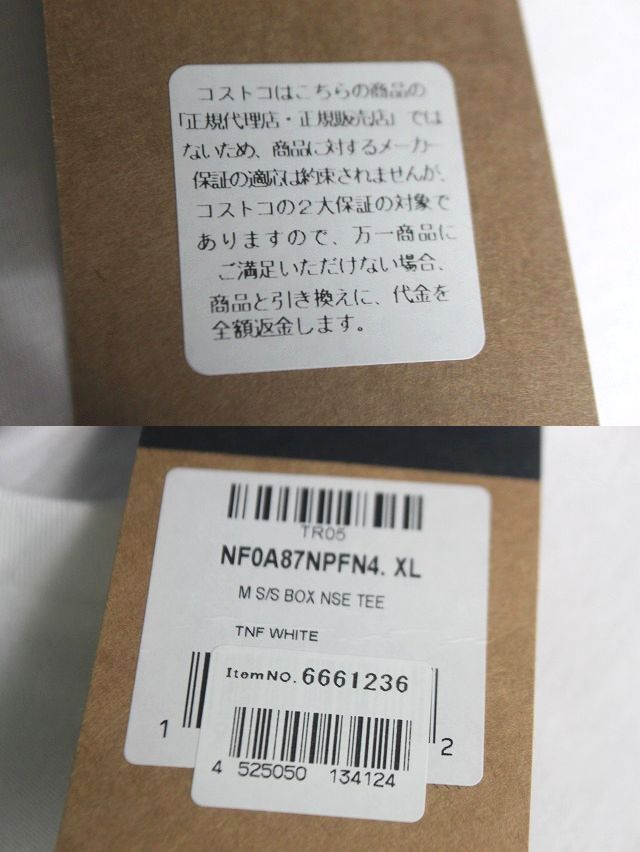 コストコはこちらの商品の
「正規代理店・正規販売店」では
ないため、商品に対するメーカー
保証の適応は約束されませんが、
コストコの２大保証の対象で
ありますので、万一商品に
ご満足いただけない場合、
商品と引き換えに、代金を
全額返金します。
TR05
NF0A87NPFN4. XL
M S/S BOX NSE TEE
TNF WHITE
ItemNO. 6661236
1 2
4 525050 134124